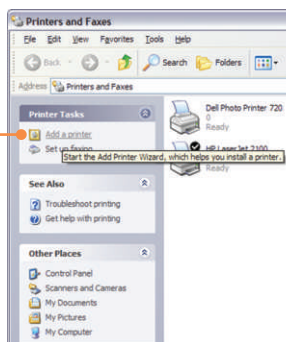 Printers and Faxes
File Edit View Favorites Tools Help
Back Search Folders
Address Printers and Faxes
Printer Tasks
Add a printer
Set up faxing
Start the Add Printer Wizard, which helps you install a printer.
See Also
Troubleshoot printing
Get help with printing
Other Places
Control Panel
Scanners and Cameras
My Documents
My Pictures
My Computer
Dell Photo Printer 720
0
Ready
HP LaserJet 2100
Ready